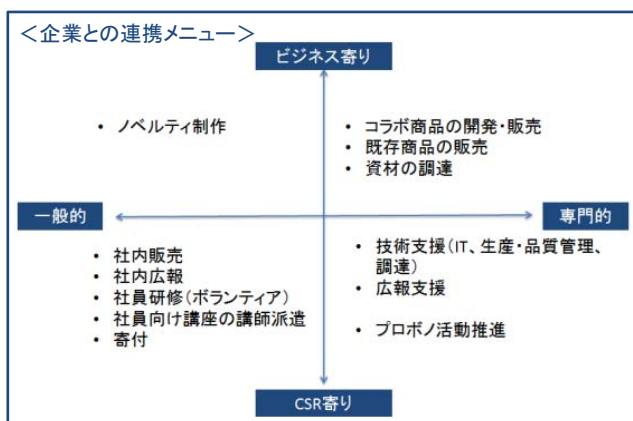 <企業との連携メニュー>
ビジネス寄り
• ノベルティ制作
• コラボ商品の開発・販売
• 既存商品の販売
• 資材の調達
一般的
専門的
• 社内販売
• 社内広報
• 社員研修(ボランティア)
• 社員向け講座の講師派遣
• 寄付
• 技術支援(IT、生産・品質管理、
調達)
• 広報支援
• プロボノ活動推進
CSR寄り